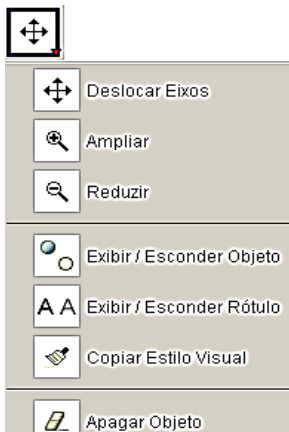 Deslocar Eixos
Ampliar
Reduzir
Exibir / Esconder Objeto
A A Exibir / Esconder Rótulo
Copiar Estilo Visual
Apagar Objeto